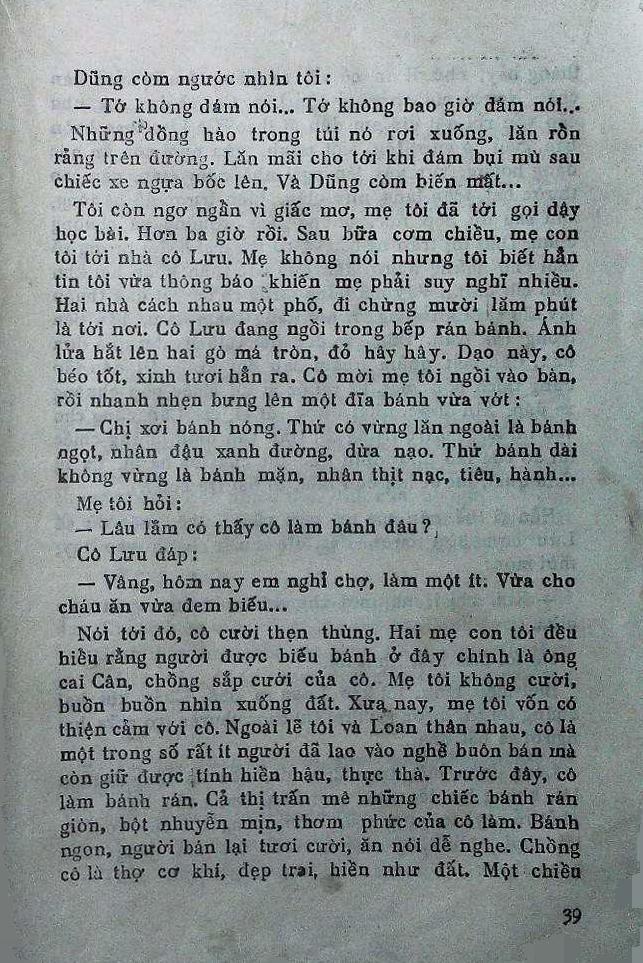 Dũng còm ngước nhìn tôi :
— Tớ không dám nói... Tớ không bao giờ dám nói...
Những đồng hào trong túi nó rơi xuống, lăn rổn
rảng trên đường. Lăn mãi cho tới khi đám bụi mù sau
chiếc xe ngựa bốc lên. Và Dũng còm biến mất...
Tôi còn ngơ ngẩn vì giấc mơ, mẹ tôi đã tới gọi dậy
học bài. Hơn ba giờ rồi. Sau bữa cơm chiều, mẹ con
tôi tới nhà cô Lưu. Mẹ không nói nhưng tôi biết hẳn
tin tôi vừa thông báo khiến mẹ phải suy nghĩ nhiều.
Hai nhà cách nhau một phố, đi chừng mười lăm phút
là tới nơi. Cô Lưu đang ngồi trong bếp rán bánh. Ánh
lửa hắt lên hai gò má tròn, đỏ hây hây. Dạo này, cô
béo tốt, xinh tươi hẳn ra. Cô mời mẹ tôi ngồi vào bàn,
rồi nhanh nhẹn bưng lên một đĩa bánh vừa vớt :
— Chị xơi bánh nóng. Thứ có vừng lăn ngoài là bánh
ngọt, nhân đậu xanh đường, dừa nạo. Thứ bánh dài
không vừng là bánh mặn, nhân thịt nạc, tiêu, hành...
Mẹ tôi hỏi :
— Lâu lắm có thấy cô làm bánh đâu ?
Cô Lưu đáp :
— Vâng, hôm nay em nghỉ chợ, làm một ít. Vừa cho
cháu ăn vừa đem biếu...
Nói tới đó, cô cười thẹn thùng. Hai mẹ con tôi đều
hiểu rằng người được biếu bánh ở đây chính là ông
cai Cân, chồng sắp cưới của cô. Mẹ tôi không cười,
buồn buồn nhìn xuống đất. Xưa nay, mẹ tôi vốn có
thiện cảm với cô. Ngoài lẽ tôi và Loan thân nhau, cô là
một trong số rất ít người đã lao vào nghề buôn bán mà
còn giữ được tính hiền hậu, thực thà. Trước đây, cô
làm bánh rán. Cả thị trấn mê những chiếc bánh rán
giòn, bột nhuyễn mịn, thơm phức của cô làm. Bánh
ngon, người bán lại tươi cười, ăn nói dễ nghe. Chồng
cô là thợ cơ khí, đẹp trai, hiền như đất. Một chiều
39